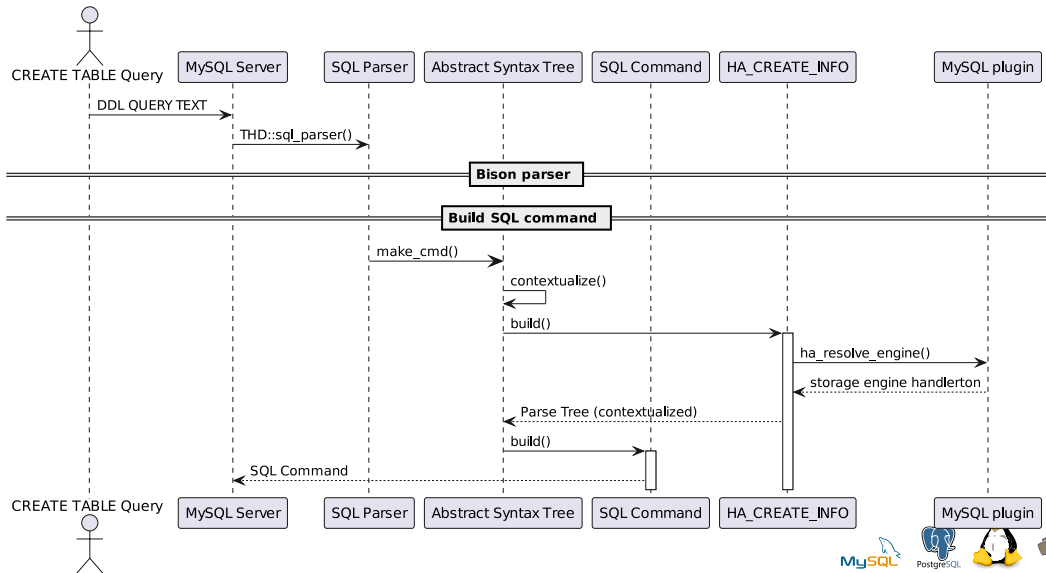 CREATE TABLE Query
MySQL Server
SQL Parser
Abstract Syntax Tree
SQL Command
HA_CREATE_INFO
MySQL plugin
DDL QUERY TEXT
THD::sql_parser()
Bison parser
Build SQL command
make_cmd()
contextualize()
build()
ha_resolve_engine()
storage engine handlerton
Parse Tree (contextualized)
build()
SQL Command
CREATE TABLE Query
MySQL Server
SQL Parser
Abstract Syntax Tree
SQL Command
HA_CREATE_INFO
MySQL plugin
MySQL
PostgreSQL